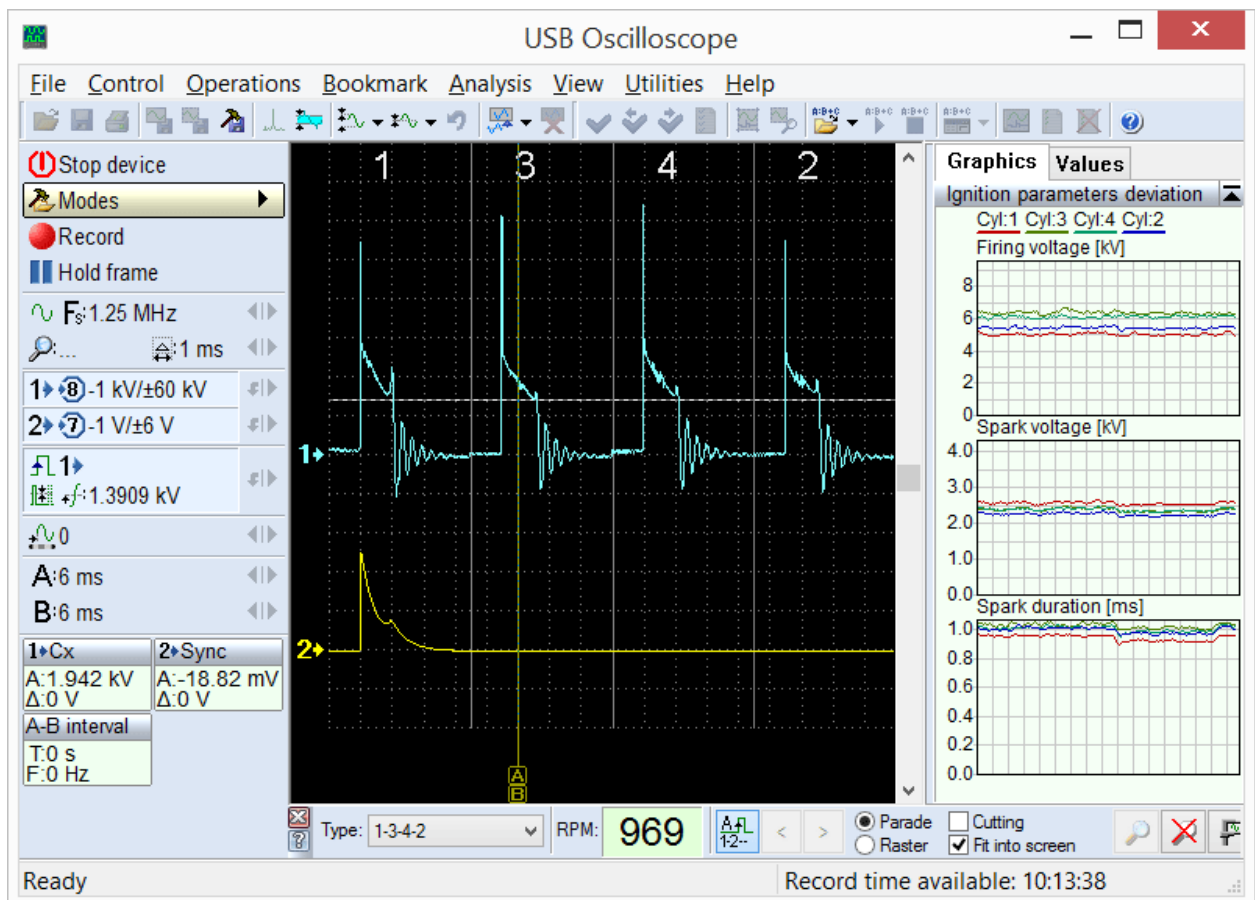 USB Oscilloscope
File Control Operations Bookmark Analysis View Utilities Help
A:B+C A:B+C A:B+C A:B+C
Stop device
Modes
Record
Hold frame
Fs:1.25 MHz
:... :1 ms
1 8 -1 kV/±60 kV
2 7 -1 V/±6 V
1
f:1.3909 kV
0
A:6 ms
B:6 ms
1 Cx 2 Sync
A:1.942 kV A:-18.82 mV
Δ:0 V Δ:0 V
A-B interval
T:0 s
F:0 Hz
1 3 4 2
1
2
A
B
Graphics Values
Ignition parameters deviation
Cyl:1 Cyl:3 Cyl:4 Cyl:2
Firing voltage [kV]
8
6
4
2
0
Spark voltage [kV]
4.0
3.0
2.0
1.0
0.0
Spark duration [ms]
1.0
0.8
0.6
0.4
0.2
0.0
Type: 1-3-4-2 RPM: 969 A 1-2-- < > Parade Cutting
? Raster Fit into screen
Ready Record time available: 10:13:38